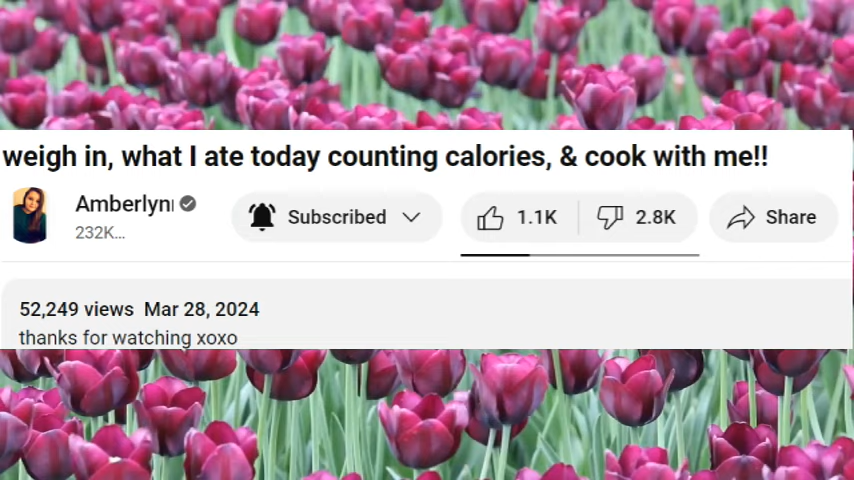 weigh in, what I ate today counting calories, & cook with me!!
Amberlyn
232K...
Subscribed
1.1K
2.8K
Share
52,249 views Mar 28, 2024
thanks for watching xoxo